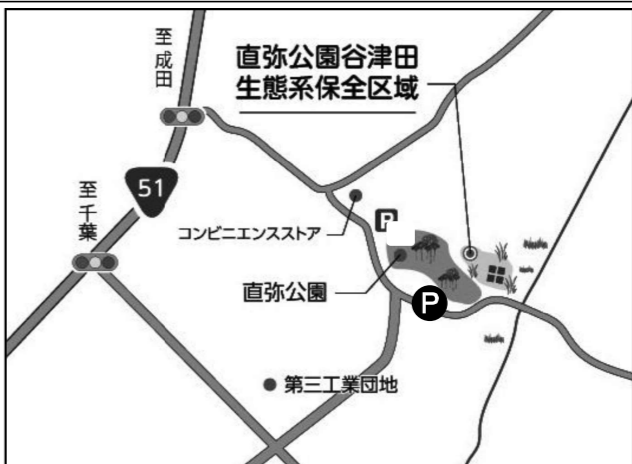 至成田
直弥公園谷津田
生態系保全区域
51
至千葉
コンビニエンスストア
P
直弥公園
P
第三工業団地